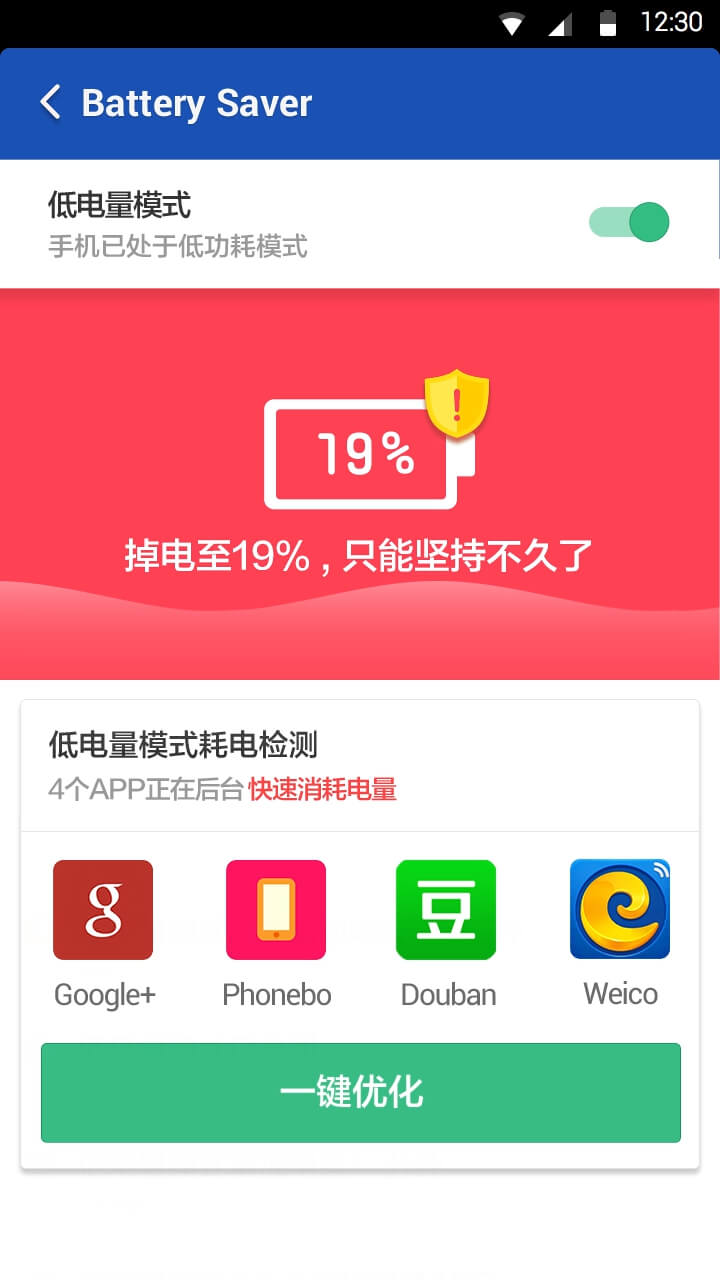 12:30
Battery Saver
低电量模式
手机已处于低功耗模式
19%
掉电至19%，只能坚持不久了
低电量模式耗电检测
4个APP正在后台快速消耗电量
g
豆
Google+ Phonebo Douban Weico
一键优化